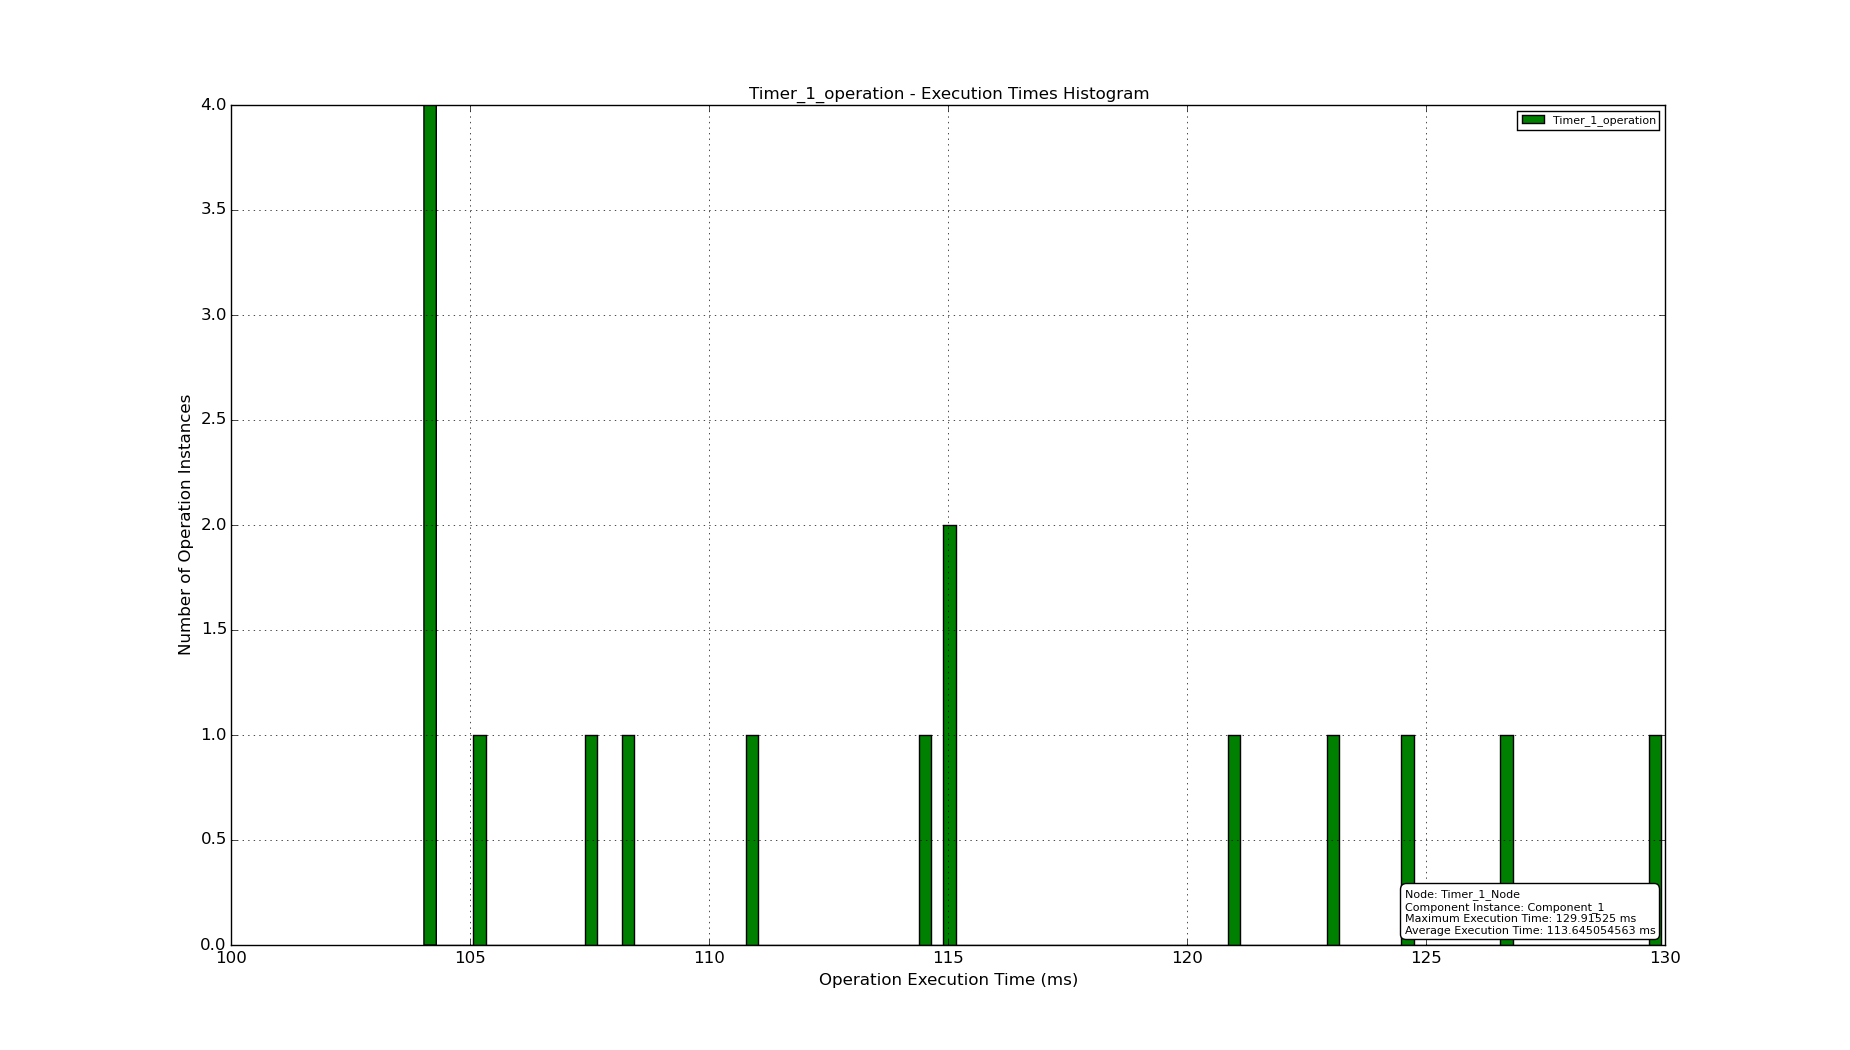 Timer_1_operation - Execution Times Histogram
Timer_1_operation
4.0
3.5
3.0
2.5
2.0
1.5
1.0
0.5
0.0
Number of Operation Instances
Node: Timer_1_Node
Component Instance: Component_1
Maximum Execution Time: 129.91525 ms
Average Execution Time: 113.645054563 ms
100 105 110 115 120 125 130
Operation Execution Time (ms)